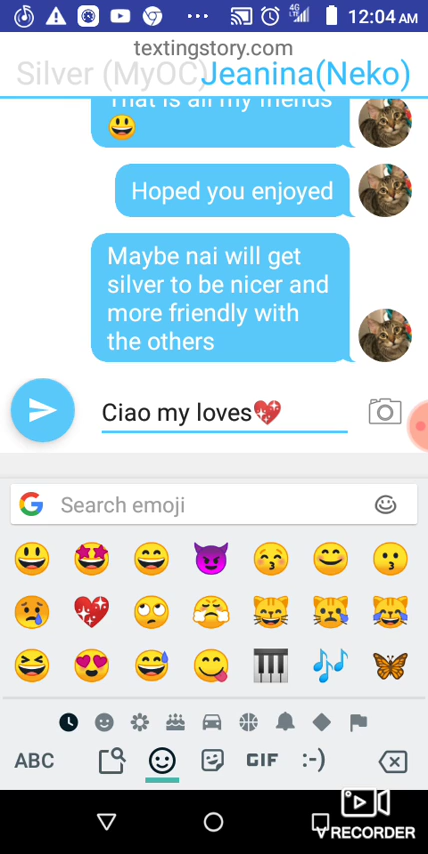 12:04 AM
textingstory.com
Silver (MyOC) Jeanina(Neko)
That is all my friends
😃
Hoped you enjoyed
Maybe nai will get
silver to be nicer and
more friendly with
the others
Ciao my loves💖
Search emoji
ABC
GIF
:-)
RECORDER